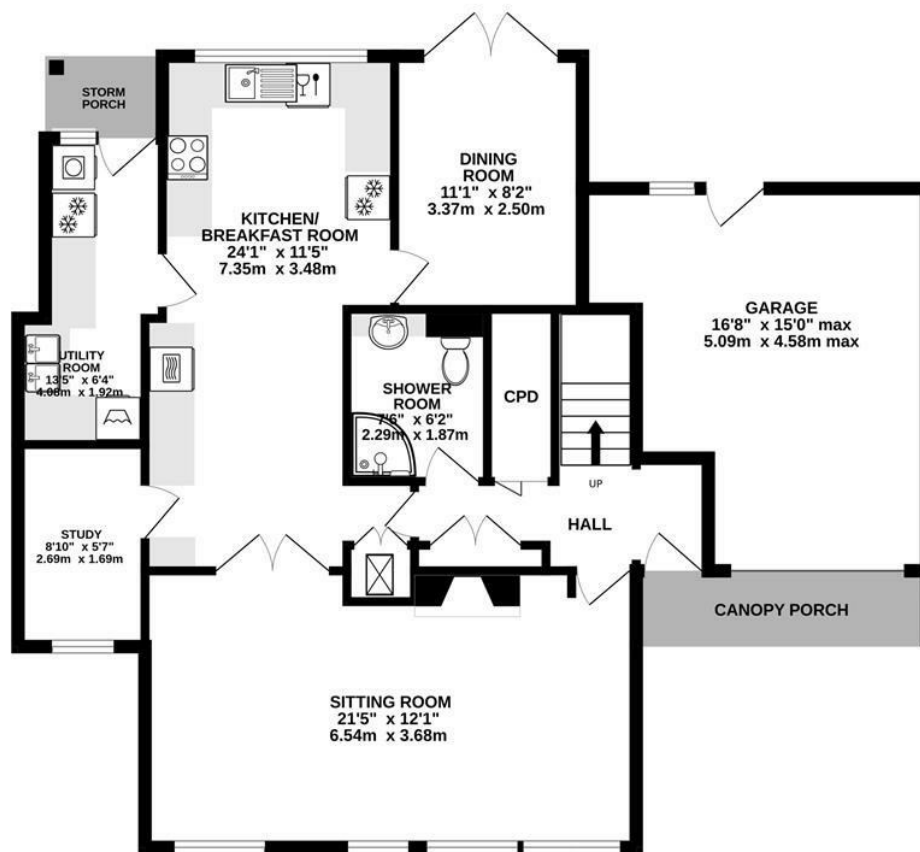 STORM
PORCH
KITCHEN/
BREAKFAST ROOM
24'1" x 11'5"
7.35m x 3.48m
DINING
ROOM
11'1" x 8'2"
3.37m x 2.50m
GARAGE
16'8" x 15'0" max
5.09m x 4.58m max
UTILITY
ROOM
13'5" x 6'4"
4.08m x 1.92m
SHOWER
ROOM
7'6" x 6'2"
2.29m x 1.87m
CPD
UP
HALL
STUDY
8'10" x 5'7"
2.69m x 1.69m
CANOPY PORCH
SITTING ROOM
21'5" x 12'1"
6.54m x 3.68m